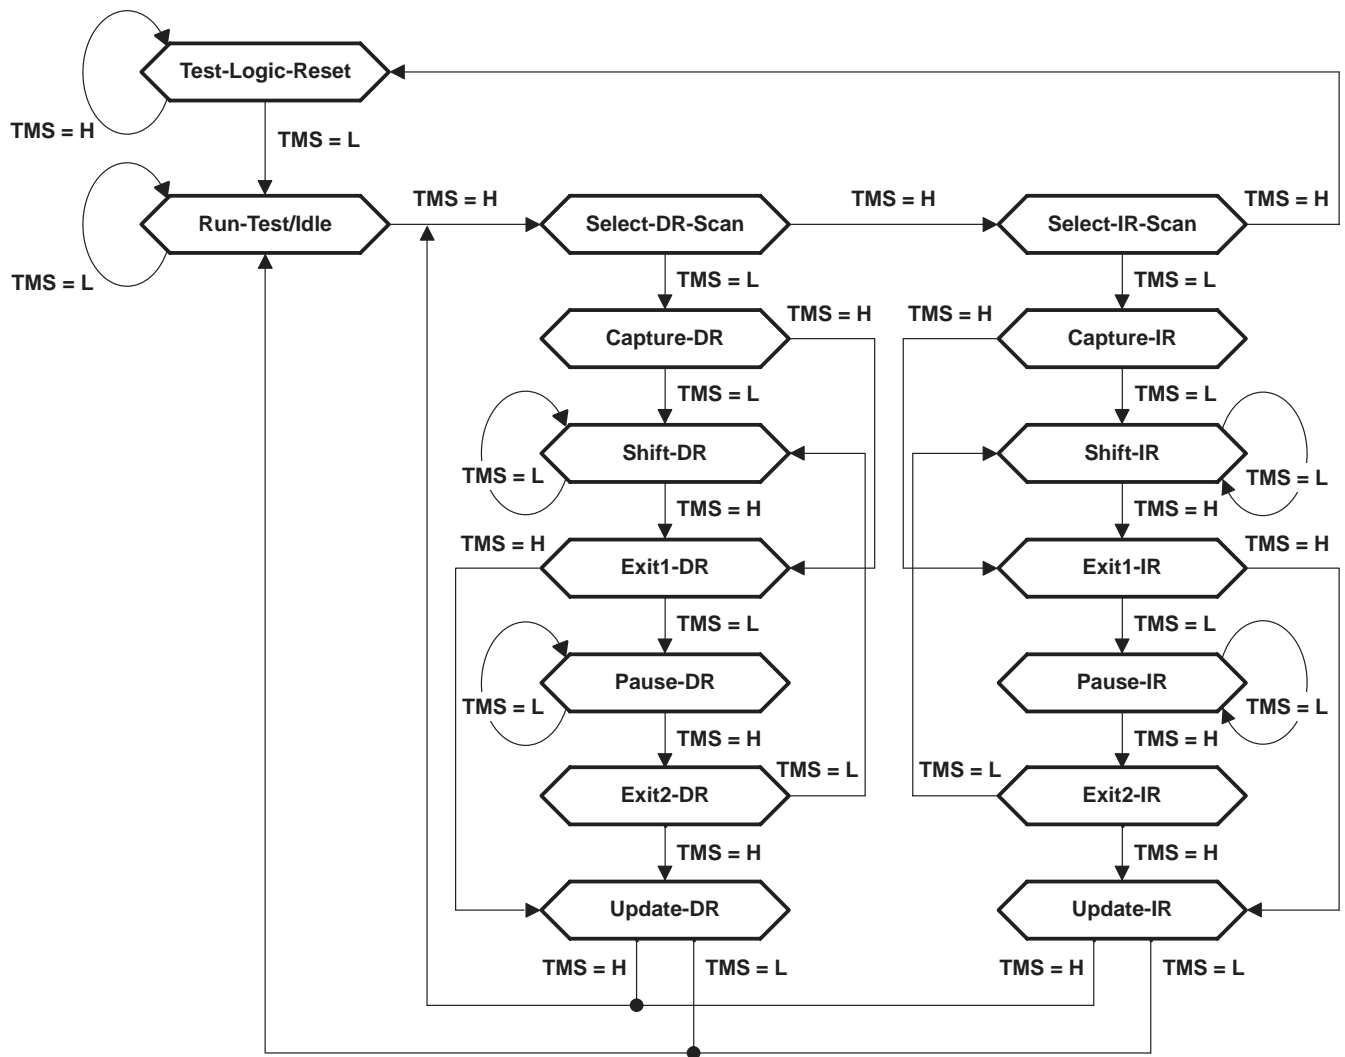 Test-Logic-Reset
TMS = H
TMS = L
TMS = H
TMS = H
TMS = H
Run-Test/Idle
Select-DR-Scan
Select-IR-Scan
TMS = L
TMS = L
TMS = L
TMS = H
TMS = H
Capture-DR
Capture-IR
TMS = L
TMS = L
Shift-DR
Shift-IR
TMS = L
TMS = L
TMS = H
TMS = H
TMS = H
TMS = H
Exit1-DR
Exit1-IR
TMS = L
TMS = L
Pause-DR
Pause-IR
TMS = L
TMS = L
TMS = H
TMS = H
TMS = L
TMS = L
Exit2-DR
Exit2-IR
TMS = H
TMS = H
Update-DR
Update-IR
TMS = H
TMS = L
TMS = H
TMS = L